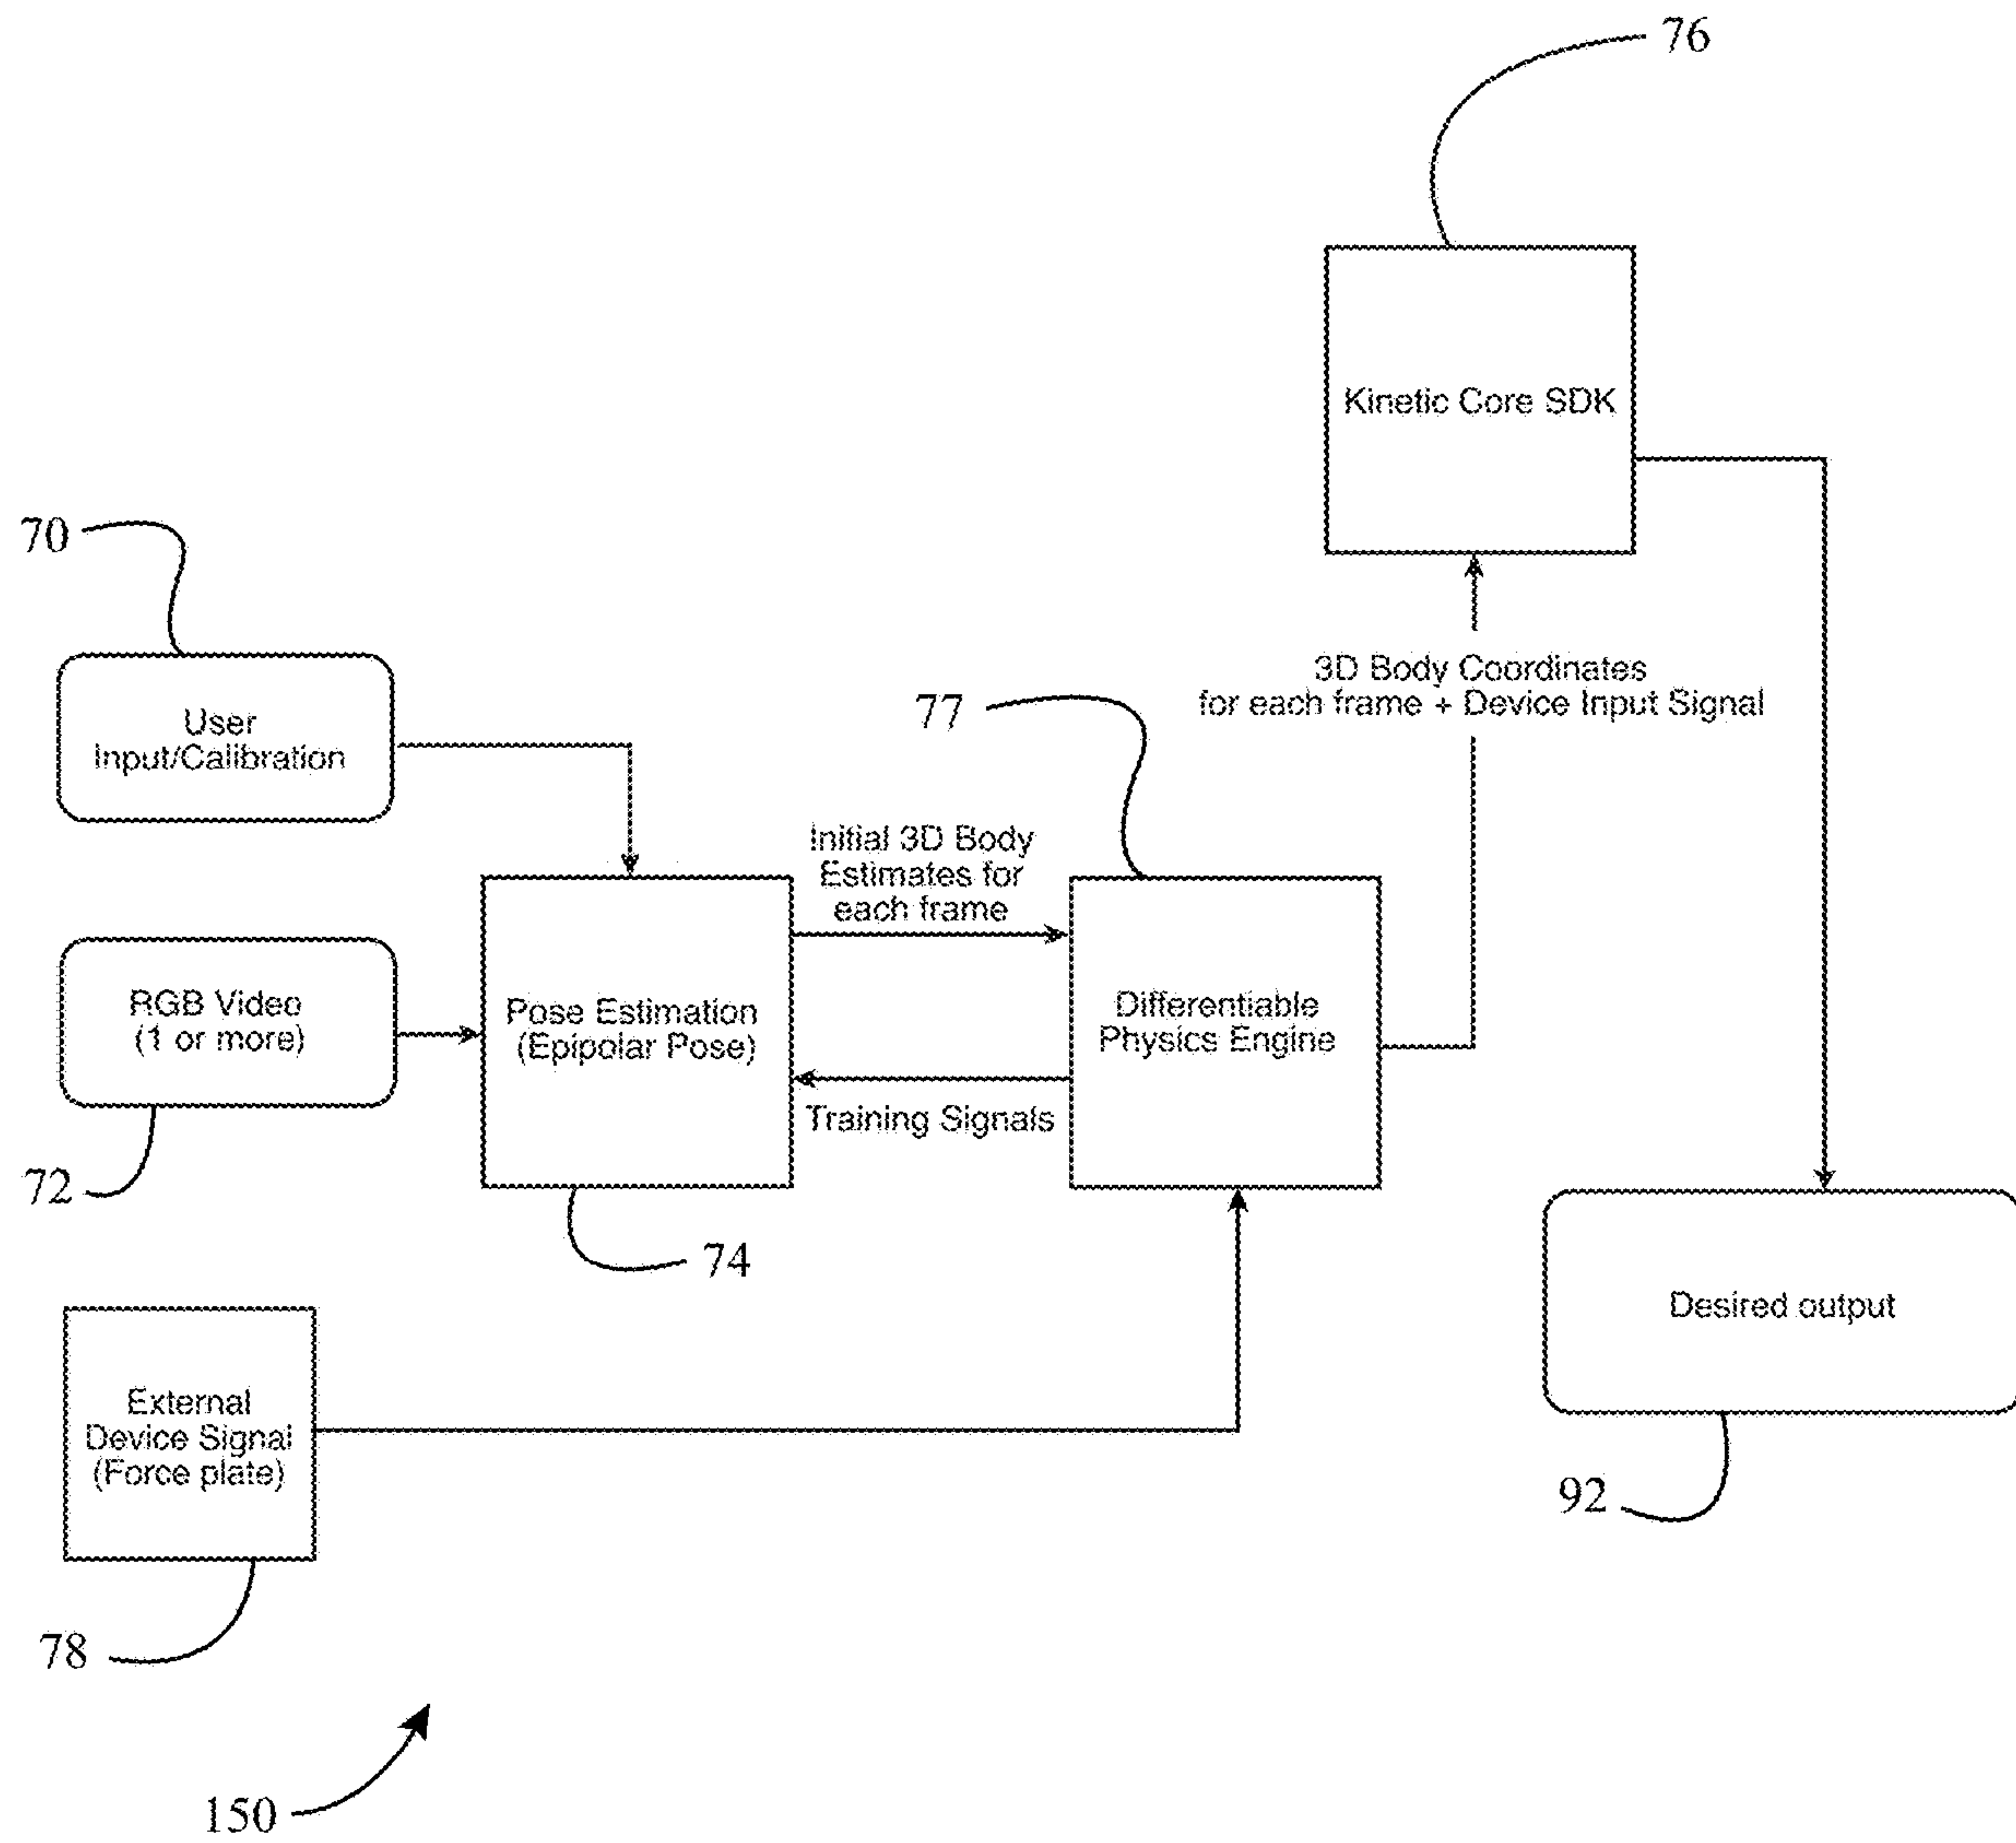 76
Kinetic Core SDK
70
User
Input/Calibration
3D Body Coordinates
for each frame + Device Input Signal
77
Initial 3D Body
Estimates for
each frame
RGB Video
(1 or more)
Pose Estimation
(Epipolar Pose)
Differentiable
Physics Engine
Training Signals
72
74
Desired output
External
Device Signal
(Force plate)
92
78
150